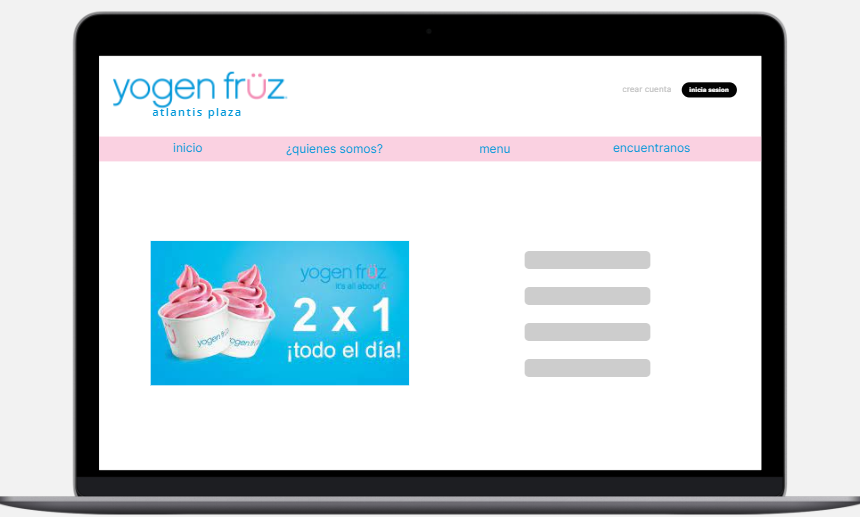 yogen früz
atlantis plaza
crear cuenta
inicia sesion
inicio
¿quienes somos?
menu
encuentranos
yogen früz
it's all about
2 x 1
¡todo el día!
yogen früz
yogen früz